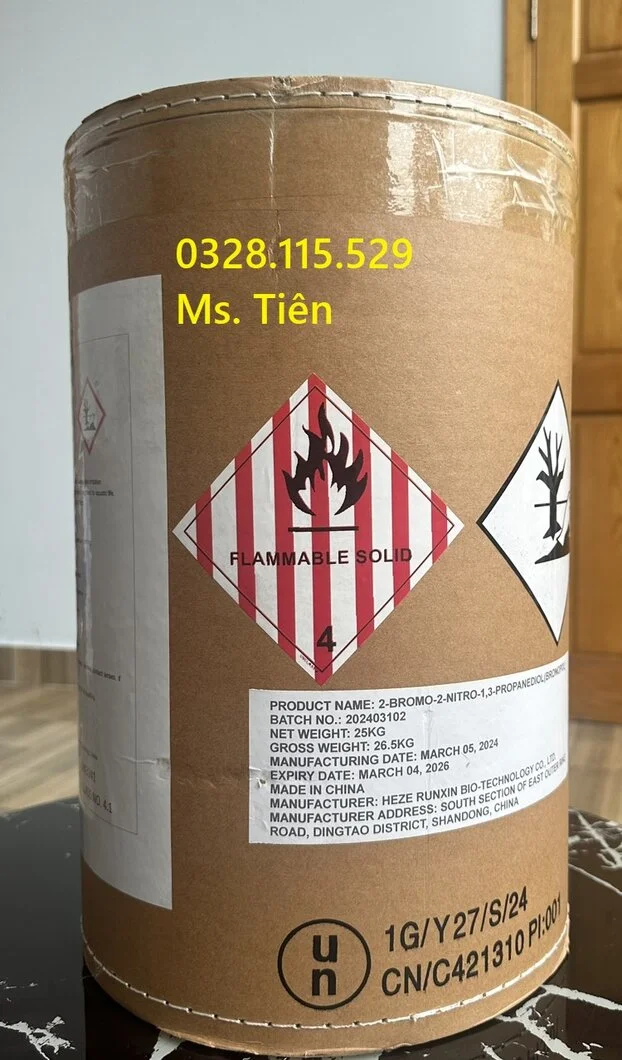 0328.115.529
Ms. Tiên
FLAMMABLE SOLID
4
PRODUCT NAME: 2-BROMO-2-NITRO-1,3-PROPANEDIOL(BRONOPOL
BATCH NO.: 202403102
NET WEIGHT: 25KG
GROSS WEIGHT: 26.5KG
MANUFACTURING DATE: MARCH 05, 2024
EXPIRY DATE: MARCH 04, 2026
MADE IN CHINA
MANUFACTURER: HEZE RUNXIN BIO-TECHNOLOGY CO., LTD.
MANUFACTURER ADDRESS: SOUTH SECTION OF EAST OUTER RING
ROAD, DINGTAO DISTRICT, SHANDONG, CHINA
un
1G/Y27/S/24
CN/C421310 PI:001